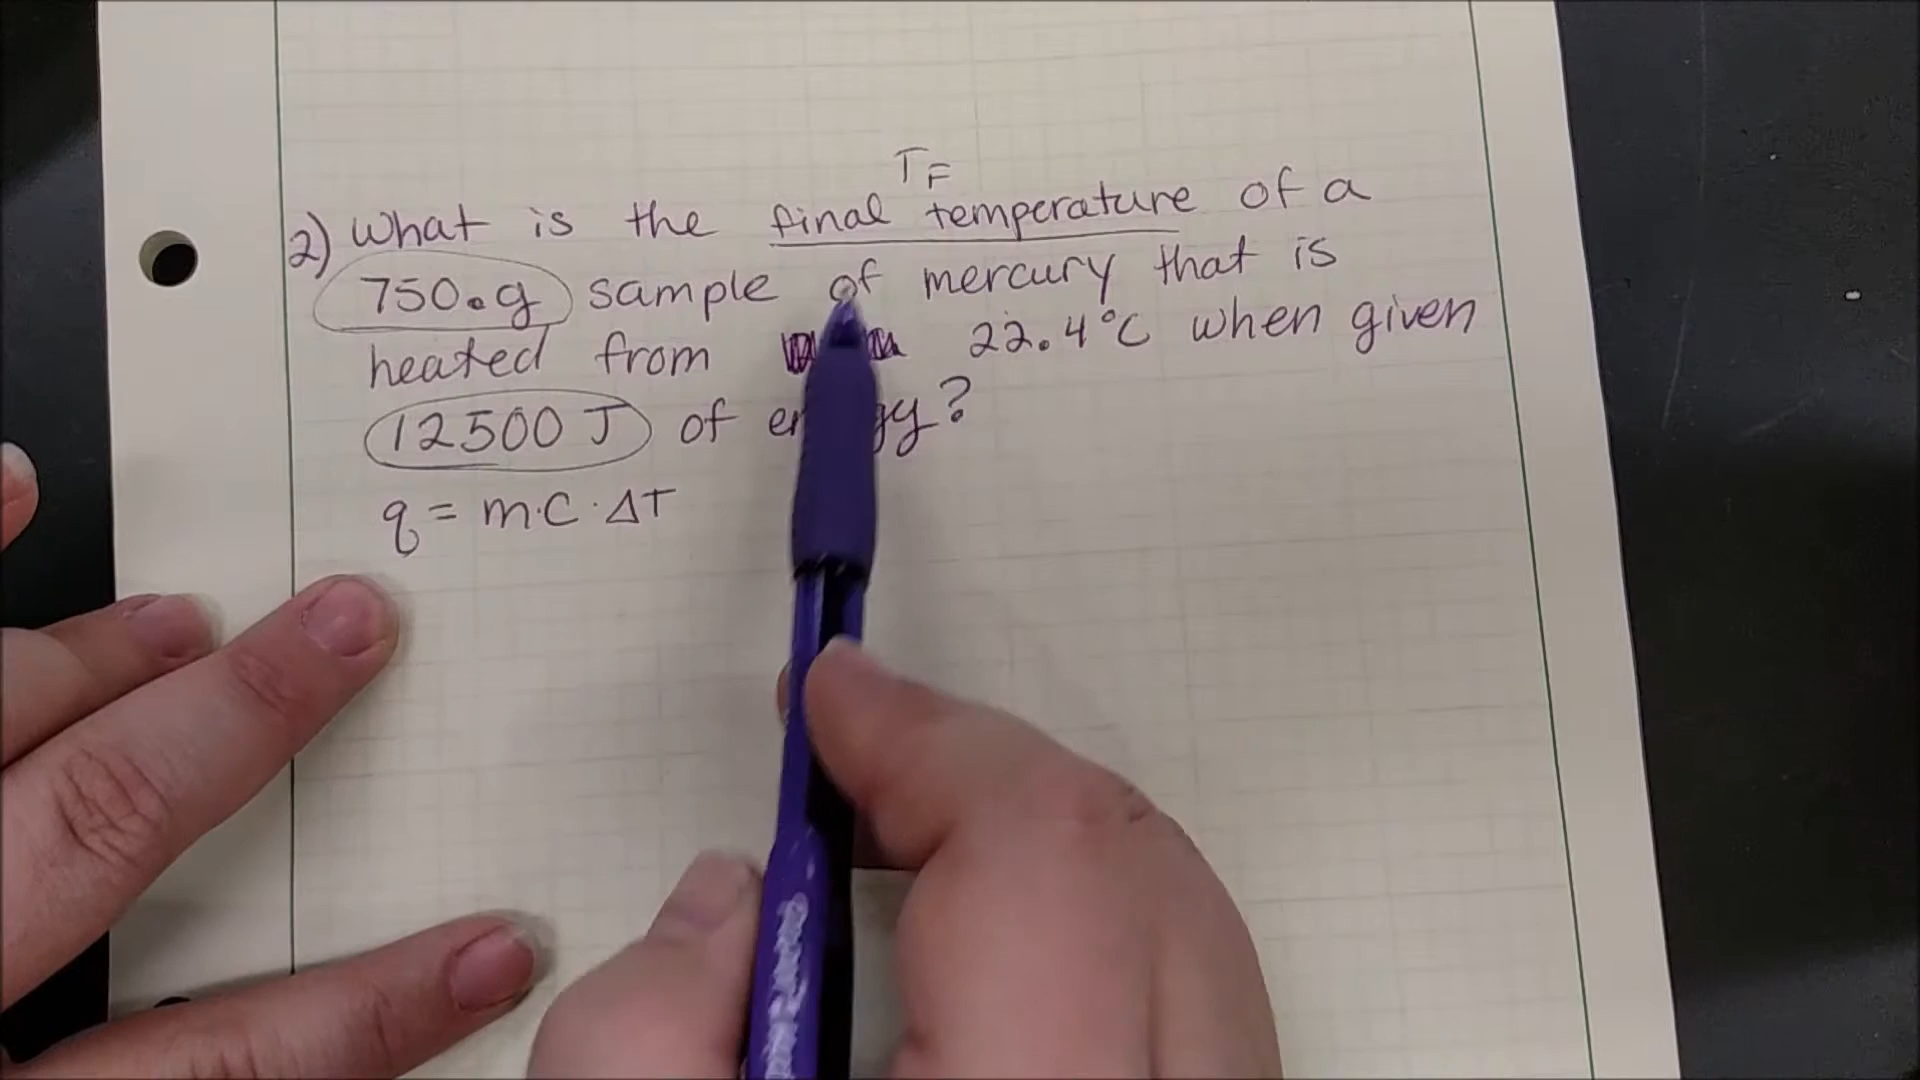 T_F
2) What is the final temperature of a
750.g sample of mercury that is
heated from 22.4°C when given
12500 J of
q = m·C·ΔT